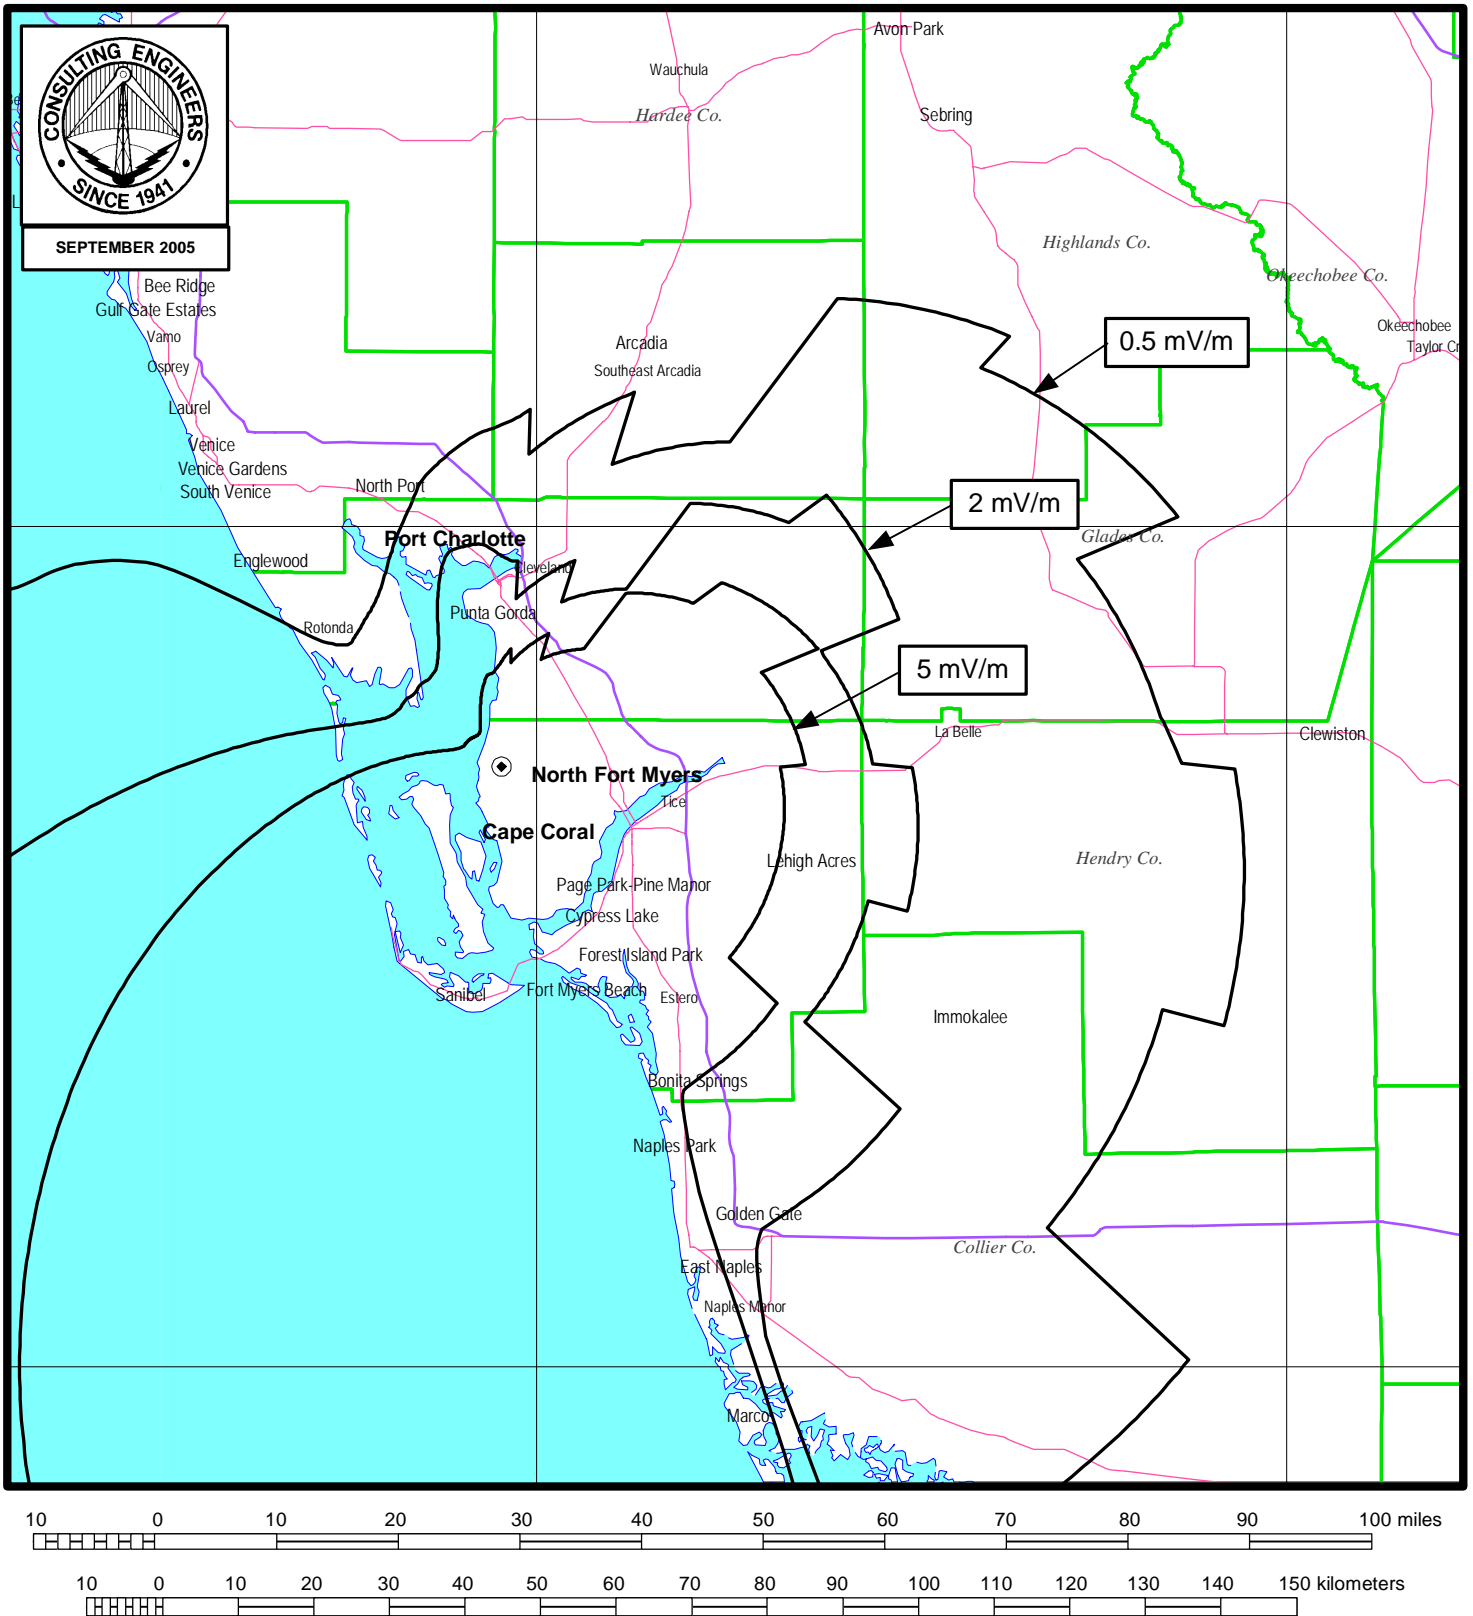 CONSULTING ENGINEERS
SINCE 1941
SEPTEMBER 2005
Avon Park
Wauchula
Hardee Co.
Sebring
Highlands Co.
Okeechobee Co.
Bee Ridge
Gulf Gate Estates
Vamo
Osprey
Arcadia
Southeast Arcadia
0.5 mV/m
Okeechobee
Taylor Cr
Laurel
Venice
Venice Gardens
South Venice
North Port
2 mV/m
Port Charlotte
Glades Co.
Englewood
Cleveland
Punta Gorda
Rotonda
5 mV/m
La Belle
Clewiston
North Fort Myers
Tice
Cape Coral
Lehigh Acres
Hendry Co.
Page Park-Pine Manor
Cypress Lake
Forest Island Park
Sanibel
Fort Myers Beach
Estero
Immokalee
Bonita Springs
Naples Park
Golden Gate
Collier Co.
East Naples
Naples Manor
Marco
10 0 10 20 30 40 50 60 70 80 90 100 miles
10 0 10 20 30 40 50 60 70 80 90 100 110 120 130 140 150 kilometers